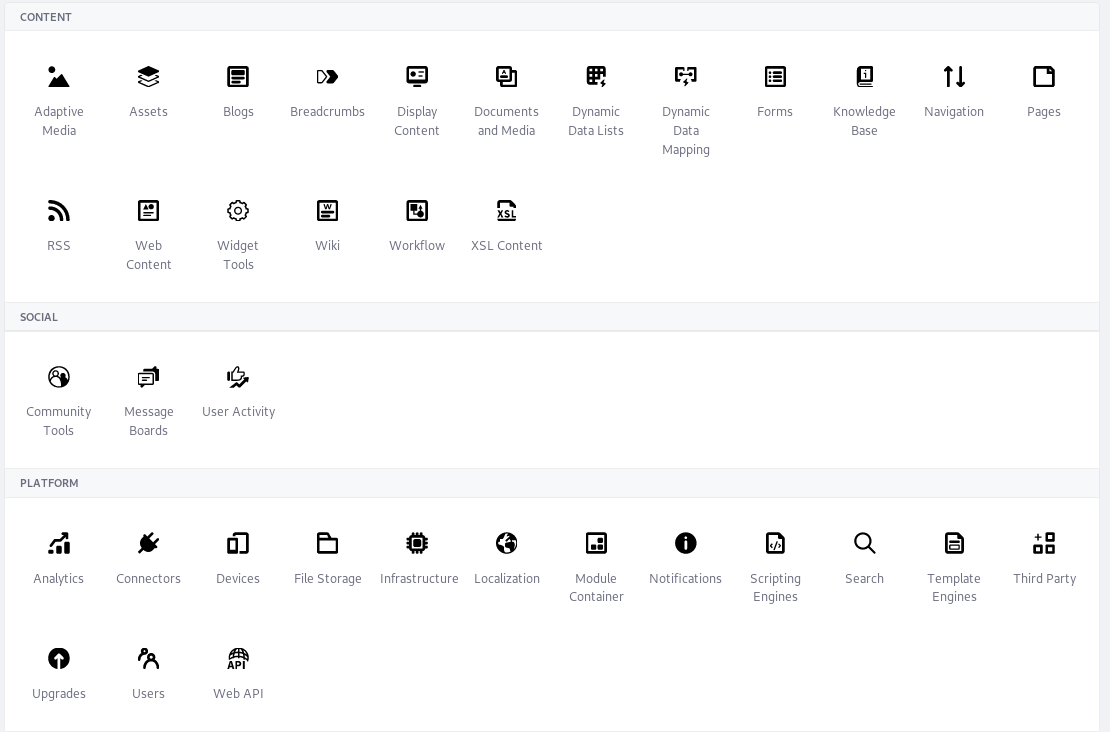 CONTENT
Adaptive Media
Assets
Blogs
Breadcrumbs
Display Content
Documents and Media
Dynamic Data Lists
Dynamic Data Mapping
Forms
Knowledge Base
Navigation
Pages
RSS
Web Content
Widget Tools
W
Wiki
Workflow
XSL
XSL Content
SOCIAL
Community Tools
Message Boards
User Activity
PLATFORM
Analytics
Connectors
Devices
File Storage
Infrastructure
Localization
Module Container
Notifications
Scripting Engines
Search
Template Engines
Third Party
Upgrades
Users
API
Web API